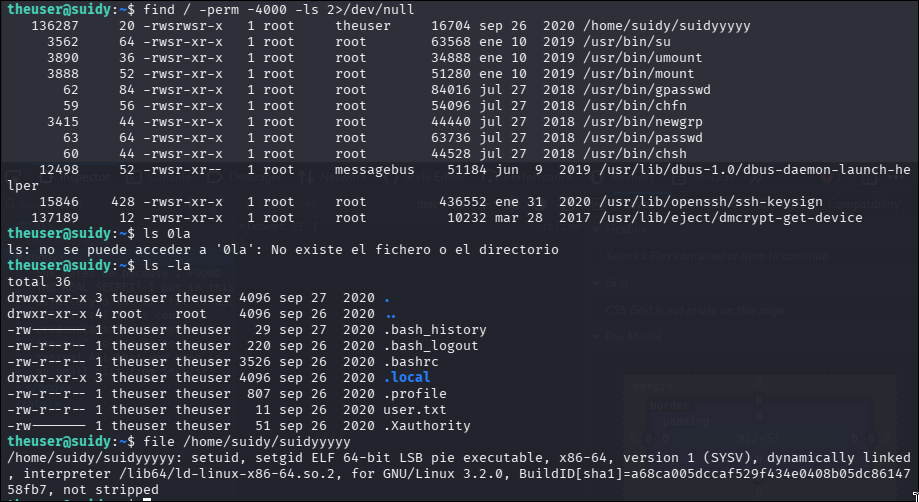 theuser@suidy:~$ find / -perm -4000 -ls 2>/dev/null
136287 20 -rwsrwsr-x 1 root theuser 16704 sep 26 2020 /home/suidy/suidyyyyy
3562 64 -rwsr-xr-x 1 root root 63568 ene 10 2019 /usr/bin/su
3890 36 -rwsr-xr-x 1 root root 34888 ene 10 2019 /usr/bin/umount
3888 52 -rwsr-xr-x 1 root root 51280 ene 10 2019 /usr/bin/mount
62 84 -rwsr-xr-x 1 root root 84016 jul 27 2018 /usr/bin/gpasswd
59 56 -rwsr-xr-x 1 root root 54096 jul 27 2018 /usr/bin/chfn
3415 44 -rwsr-xr-x 1 root root 44440 jul 27 2018 /usr/bin/newgrp
63 64 -rwsr-xr-x 1 root root 63736 jul 27 2018 /usr/bin/passwd
60 44 -rwsr-xr-x 1 root root 44528 jul 27 2018 /usr/bin/chsh
12498 52 -rwsr-xr-- 1 root messagebus 51184 jun 9 2019 /usr/lib/dbus-1.0/dbus-daemon-launch-he
lper
15846 428 -rwsr-xr-x 1 root root 436552 ene 31 2020 /usr/lib/openssh/ssh-keysign
137189 12 -rwsr-xr-x 1 root root 10232 mar 28 2017 /usr/lib/eject/dmcrypt-get-device
theuser@suidy:~$ ls 0la
ls: no se puede acceder a '0la': No existe el fichero o el directorio
theuser@suidy:~$ ls -la
total 36
drwxr-xr-x 3 theuser theuser 4096 sep 27 2020 .
drwxr-xr-x 4 root root 4096 sep 26 2020 ..
-rw------- 1 theuser theuser 29 sep 27 2020 .bash_history
-rw-r--r-- 1 theuser theuser 220 sep 26 2020 .bash_logout
-rw-r--r-- 1 theuser theuser 3526 sep 26 2020 .bashrc
drwxr-xr-x 3 theuser theuser 4096 sep 26 2020 .local
-rw-r--r-- 1 theuser theuser 807 sep 26 2020 .profile
-rw-r--r-- 1 theuser theuser 11 sep 26 2020 user.txt
-rw------- 1 theuser theuser 51 sep 26 2020 .Xauthority
theuser@suidy:~$ file /home/suidy/suidyyyyy
/home/suidy/suidyyyyy: setuid, setgid ELF 64-bit LSB pie executable, x86-64, version 1 (SYSV), dynamically linked
, interpreter /lib64/ld-linux-x86-64.so.2, for GNU/Linux 3.2.0, BuildID[sha1]=a68ca005dccaf529f434e0408b05dc86147
58fb7, not stripped